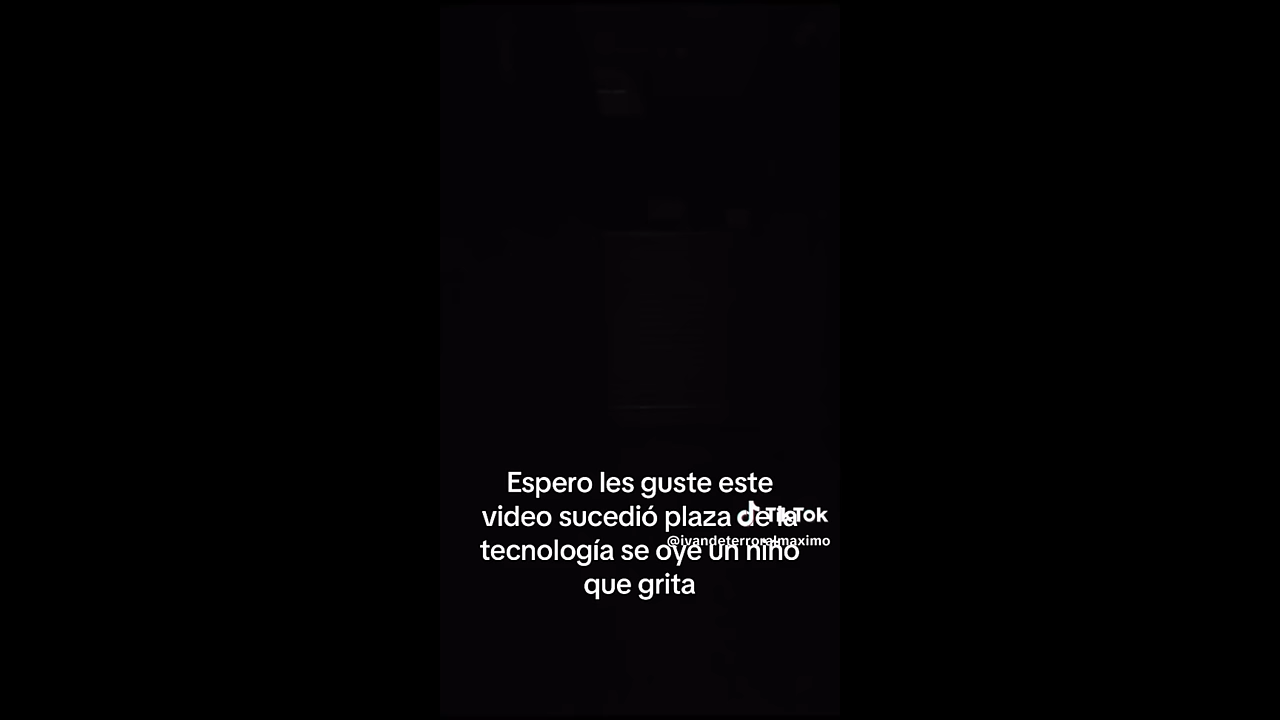 Espero les guste este
video sucedió plaza de la
TikTok
tecnología se oye un niño
@ivandeterroralmaximo
que grita